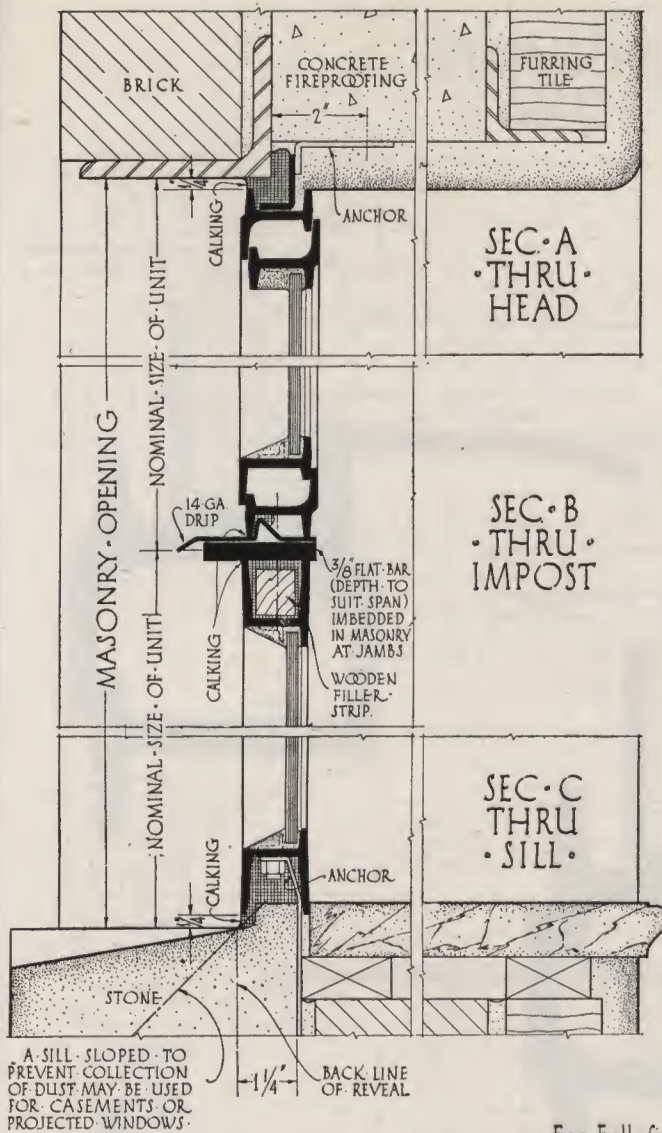 BRICK
CONCRETE
FIREPROOFING
FURRING
TILE
2"
1/4"
CALKING
ANCHOR
SEC·A
·THRU·
HEAD
NOMINAL·SIZE·OF·UNIT
MASONRY·OPENING
14·GA.
DRIP
SEC·B
·THRU·
IMPOST
3/8" FLAT·BAR
(DEPTH·TO
SUIT·SPAN)
IMBEDDED
IN MASONRY
AT·JAMBS
CALKING
WOODEN
FILLER·
STRIP.
NOMINAL·SIZE·OF·UNIT
SEC·C
THRU
·SILL·
CALKING
ANCHOR
1/4"
STONE
A·SILL·SLOPED·TO
PREVENT·COLLECTION
OF·DUST·MAY·BE·USED
FOR·CASEMENTS·OR
PROJECTED·WINDOWS·
1 1/4"
BACK·LINE
OF·REVEAL
For Full